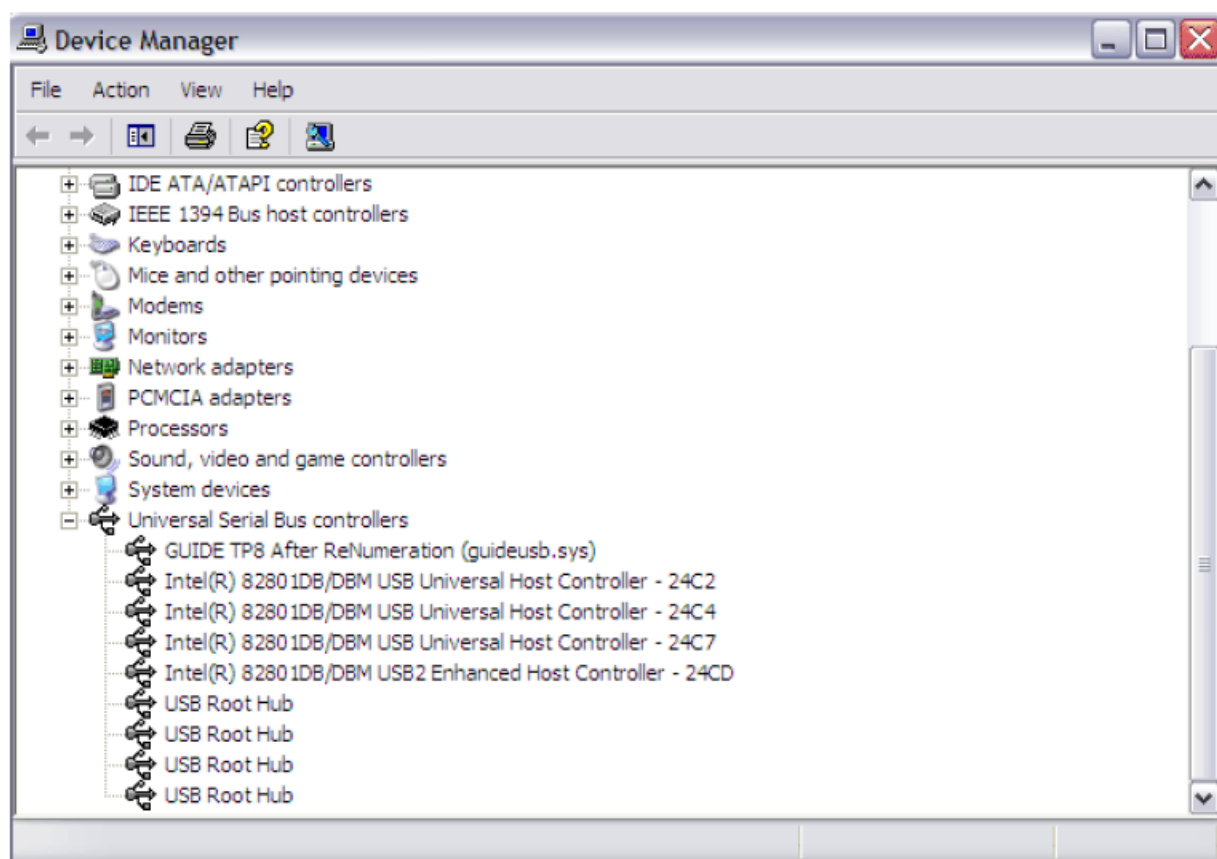 Device Manager
File Action View Help
IDE ATA/ATAPI controllers
IEEE 1394 Bus host controllers
Keyboards
Mice and other pointing devices
Modems
Monitors
Network adapters
PCMCIA adapters
Processors
Sound, video and game controllers
System devices
Universal Serial Bus controllers
GUIDE TP8 After ReNumeration (guideusb.sys)
Intel(R) 82801DB/DBM USB Universal Host Controller - 24C2
Intel(R) 82801DB/DBM USB Universal Host Controller - 24C4
Intel(R) 82801DB/DBM USB Universal Host Controller - 24C7
Intel(R) 82801DB/DBM USB2 Enhanced Host Controller - 24CD
USB Root Hub
USB Root Hub
USB Root Hub
USB Root Hub